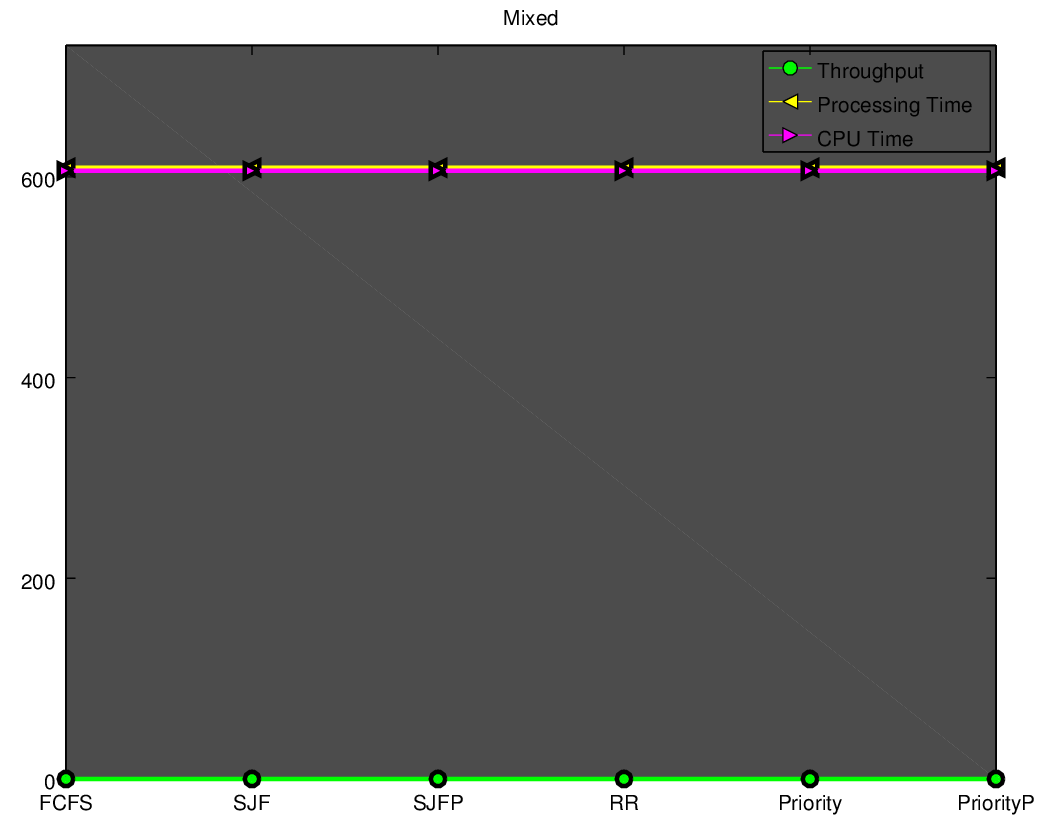 Mixed
Throughput
Processing Time
CPU Time
600
400
200
0
FCFS SJF SJFP RR Priority PriorityP